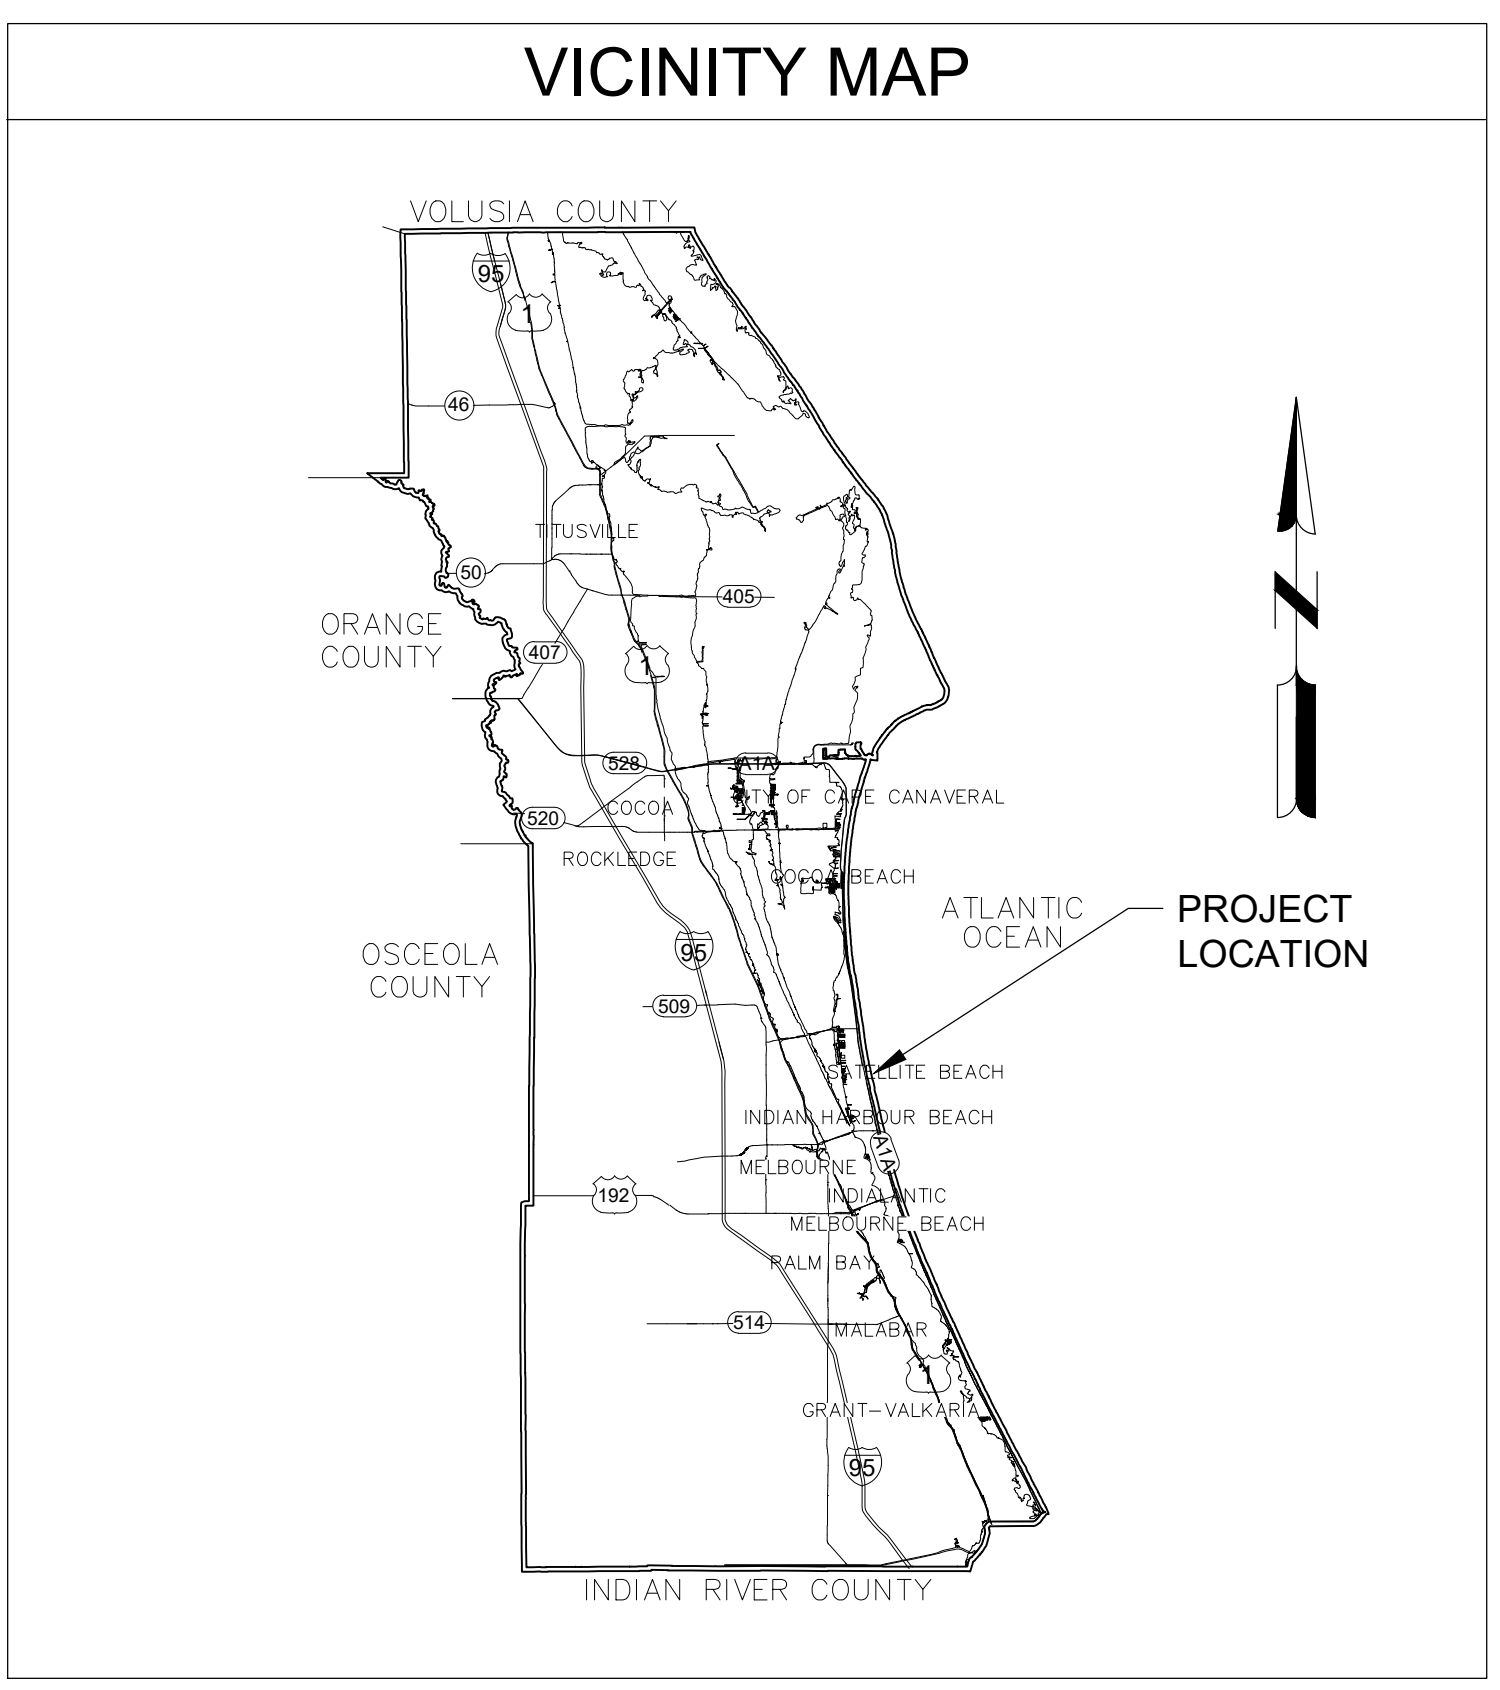 VICINITY MAP
VOLUSIA COUNTY
95
1
46
TITUSVILLE
50
405
ORANGE
COUNTY
407
1
528
A1A
CITY OF CAPE CANAVERAL
COCOA
520
ROCKLEDGE
COCOA BEACH
ATLANTIC
OCEAN
PROJECT
LOCATION
OSCEOLA
COUNTY
95
509
SATELLITE BEACH
INDIAN HARBOUR BEACH
A1A
MELBOURNE
192
INDIALANTIC
MELBOURNE BEACH
PALM BAY
514
MALABAR
1
GRANT-VALKARIA
95
INDIAN RIVER COUNTY
N